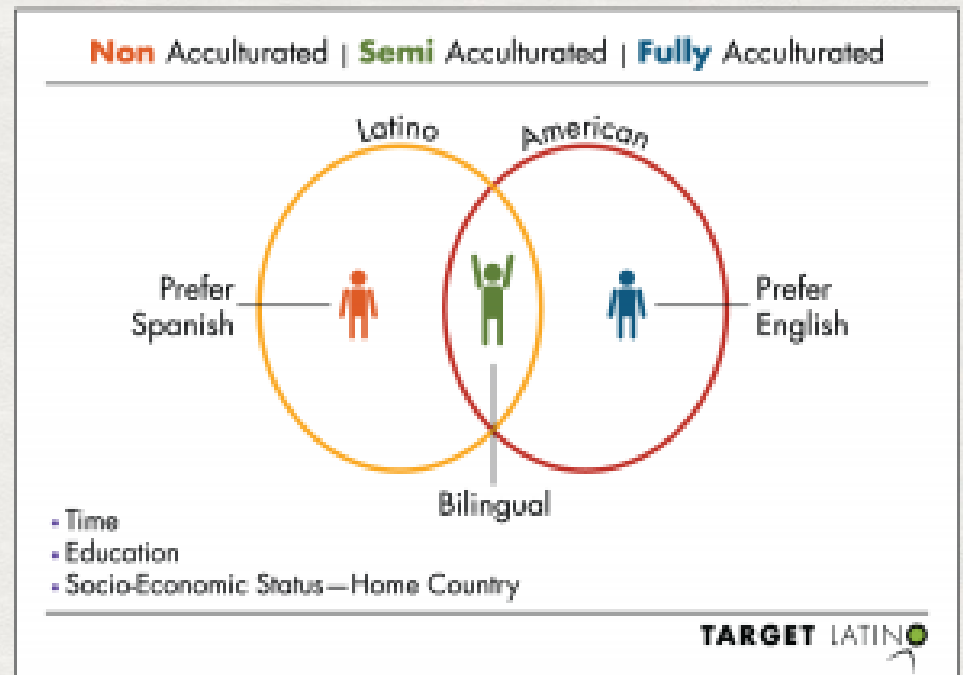 Non Acculturated | Semi Acculturated | Fully Acculturated
Latino
American
Prefer
Spanish
Prefer
English
Bilingual
▪ Time
▪ Education
▪ Socio-Economic Status—Home Country
TARGET LATINO